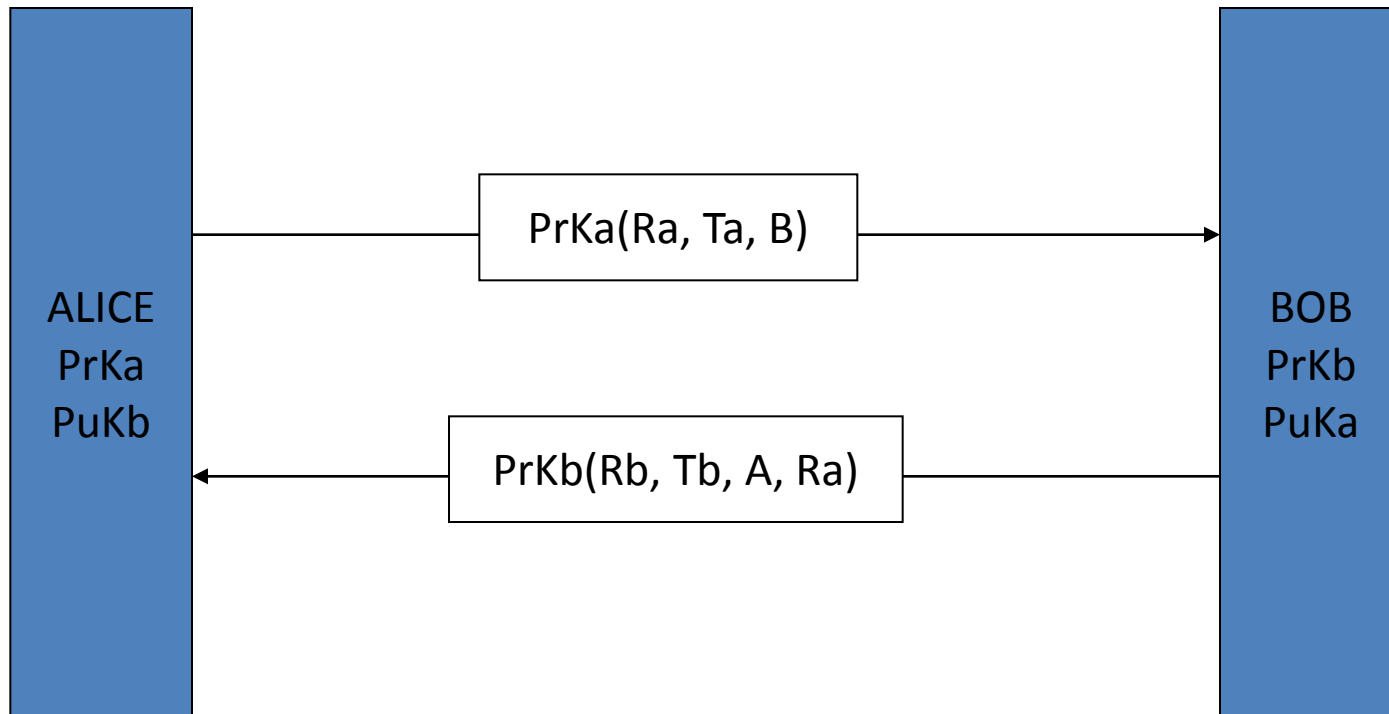 ALICE
PrKa
PuKb
PrKa(Ra, Ta, B)
PrKb(Rb, Tb, A, Ra)
BOB
PrKb
PuKa